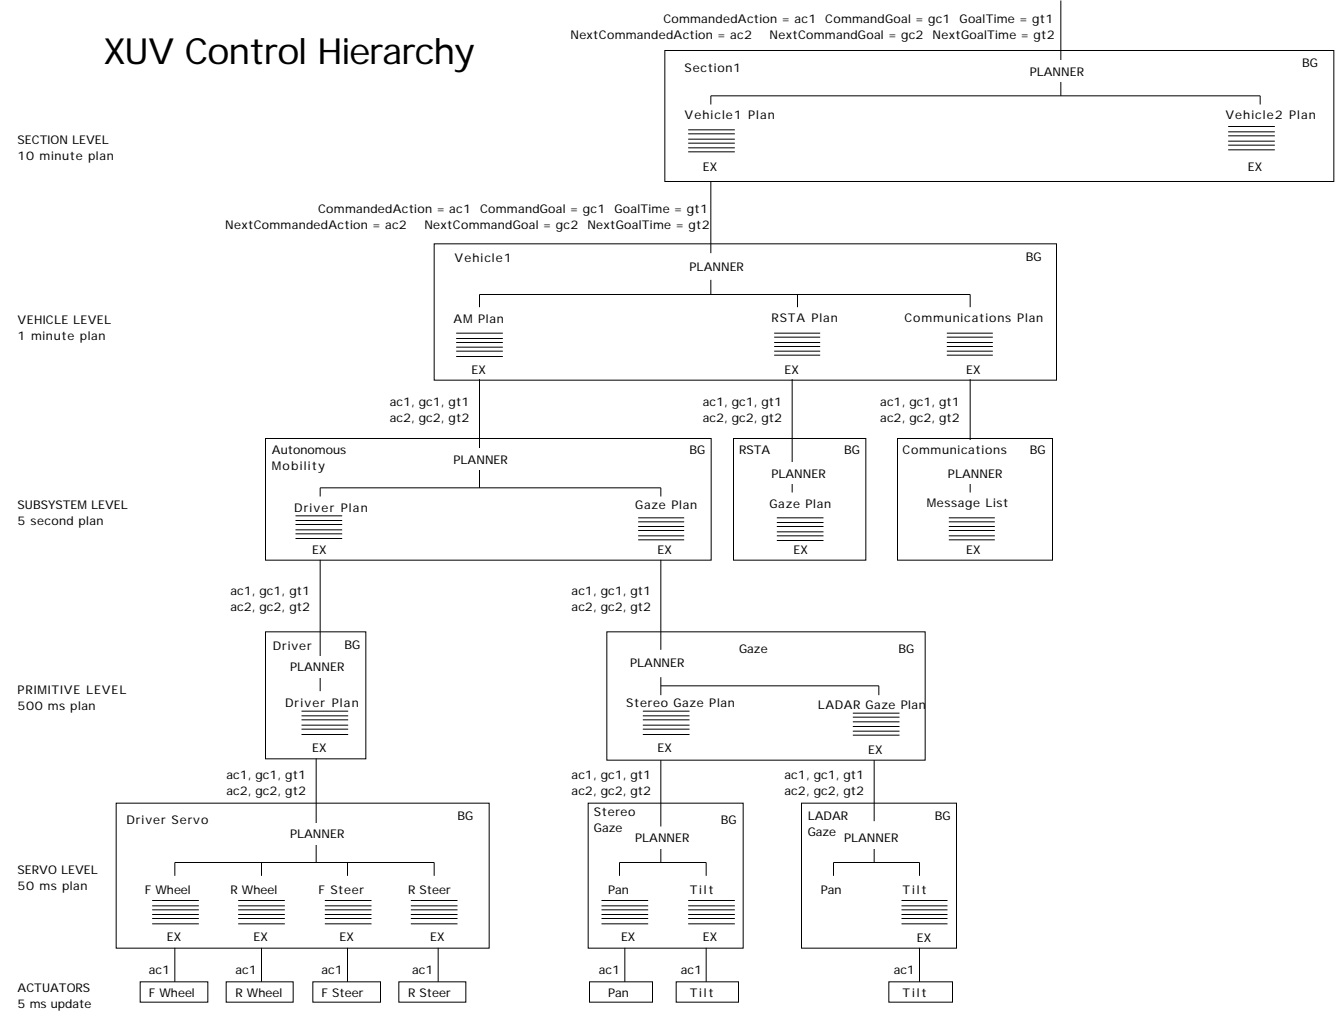 CommandedAction = ac1 CommandGoal = gc1 GoalTime = gt1
NextCommandedAction = ac2 NextCommandGoal = gc2 NextGoalTime = gt2
XUV Control Hierarchy
Section1
PLANNER
BG
Vehicle1 Plan
Vehicle2 Plan
EX
EX
SECTION LEVEL
10 minute plan
CommandedAction = ac1 CommandGoal = gc1 GoalTime = gt1
NextCommandedAction = ac2 NextCommandGoal = gc2 NextGoalTime = gt2
Vehicle1
PLANNER
BG
VEHICLE LEVEL
1 minute plan
AM Plan
RSTA Plan
Communications Plan
EX
EX
EX
ac1, gc1, gt1
ac2, gc2, gt2
ac1, gc1, gt1
ac2, gc2, gt2
ac1, gc1, gt1
ac2, gc2, gt2
SUBSYSTEM LEVEL
5 second plan
Autonomous
Mobility
PLANNER
BG
Driver Plan
Gaze Plan
EX
EX
RSTA
BG
PLANNER
Gaze Plan
EX
Communications
BG
PLANNER
Message List
EX
ac1, gc1, gt1
ac2, gc2, gt2
ac1, gc1, gt1
ac2, gc2, gt2
PRIMITIVE LEVEL
500 ms plan
Driver
BG
PLANNER
Driver Plan
EX
Gaze
BG
PLANNER
Stereo Gaze Plan
LADAR Gaze Plan
EX
EX
ac1, gc1, gt1
ac2, gc2, gt2
ac1, gc1, gt1
ac2, gc2, gt2
ac1, gc1, gt1
ac2, gc2, gt2
SERVO LEVEL
50 ms plan
Driver Servo
BG
PLANNER
F Wheel
R Wheel
F Steer
R Steer
EX
EX
EX
EX
Stereo
Gaze
BG
PLANNER
Pan
Tilt
EX
EX
LADAR
Gaze
BG
PLANNER
Pan
Tilt
EX
ac1
ac1
ac1
ac1
ac1
ac1
ac1
ACTUATORS
5 ms update
F Wheel
R Wheel
F Steer
R Steer
Pan
Tilt
Tilt